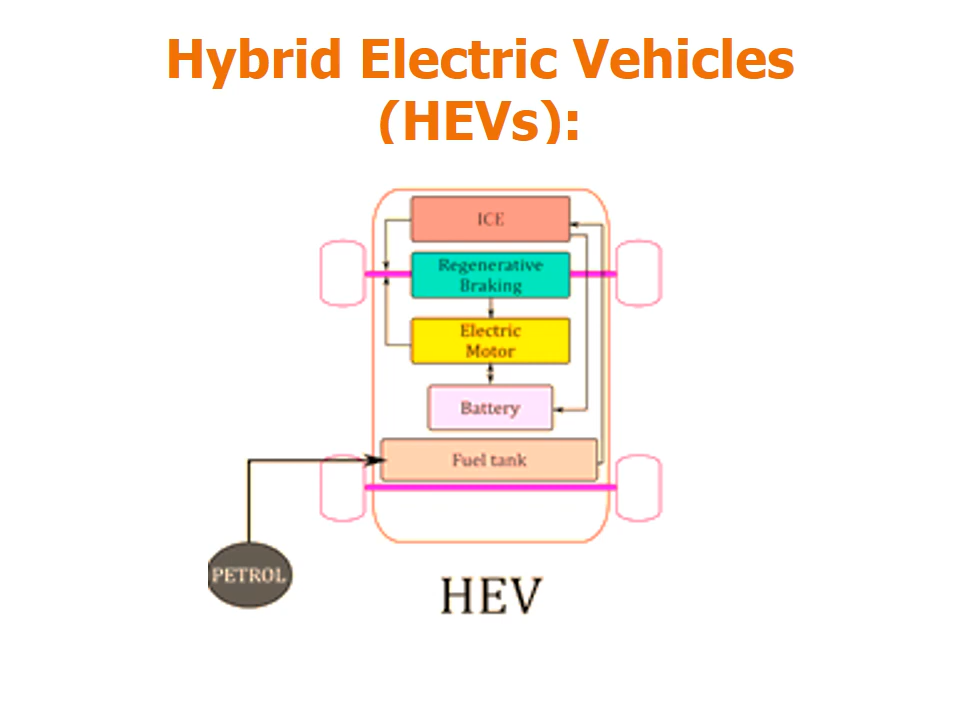 Hybrid Electric Vehicles
(HEVs):
ICE
Regenerative
Braking
Electric
Motor
Battery
Fuel tank
PETROL
HEV